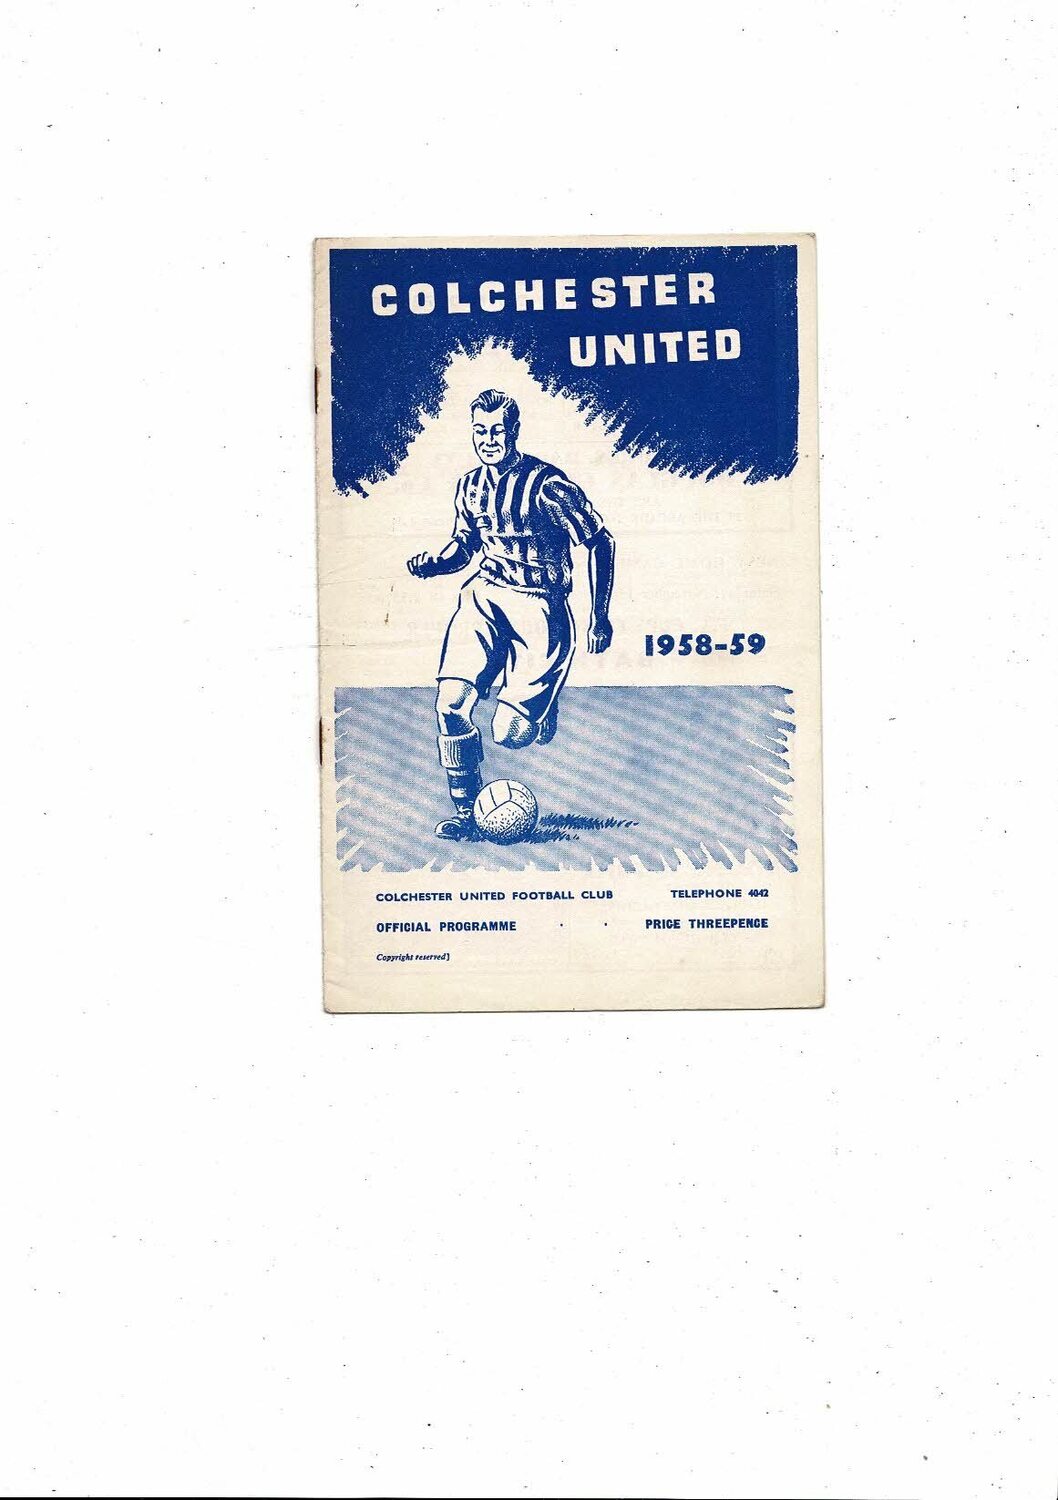 COLCHESTER
UNITED
1958-59
COLCHESTER UNITED FOOTBALL CLUB TELEPHONE 4042
OFFICIAL PROGRAMME · · PRICE THREEPENCE
Copyright reserved]